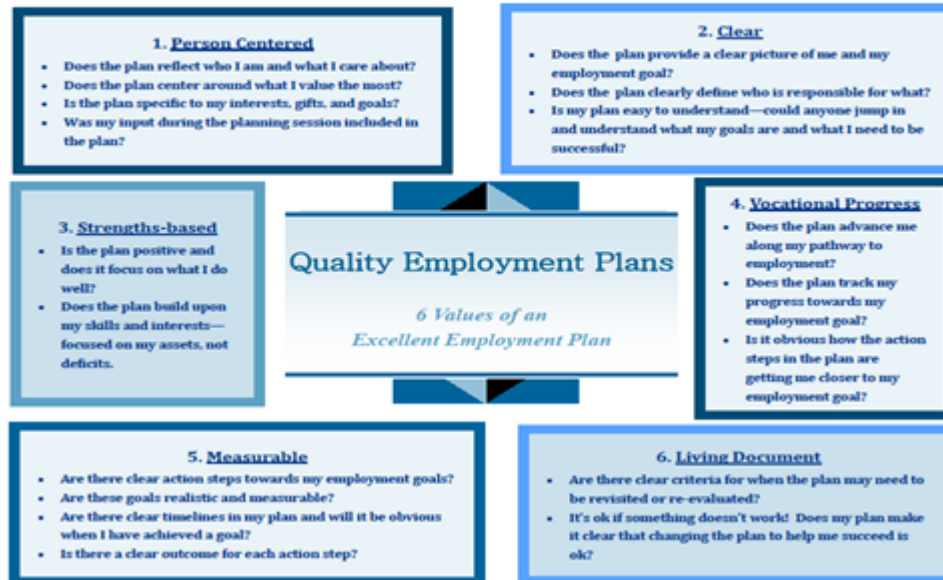 1. Person Centered
• Does the plan reflect who I am and what I care about?
• Does the plan center around what I value the most?
• Is the plan specific to my interests, gifts, and goals?
• Was my input during the planning session included in
the plan?
2. Clear
• Does the plan provide a clear picture of me and my
employment goal?
• Does the plan clearly define who is responsible for what?
• Is my plan easy to understand—could anyone jump in
and understand what my goals are and what I need to be
successful?
3. Strengths-based
• Is the plan positive and
does it focus on what I do
well?
• Does the plan build upon
my skills and interests—
focused on my assets, not
deficits.
Quality Employment Plans
6 Values of an
Excellent Employment Plan
4. Vocational Progress
• Does the plan advance me
along my pathway to
employment?
• Does the plan track my
progress towards my
employment goal?
• Is it obvious how the action
steps in the plan are
getting me closer to my
employment goal?
5. Measurable
• Are there clear action steps towards my employment goals?
• Are these goals realistic and measurable?
• Are there clear timelines in my plan and will it be obvious
when I have achieved a goal?
• Is there a clear outcome for each action step?
6. Living Document
• Are there clear criteria for when the plan may need to
be revisited or re-evaluated?
• It's ok if something doesn't work! Does my plan make
it clear that changing the plan to help me succeed is
ok?